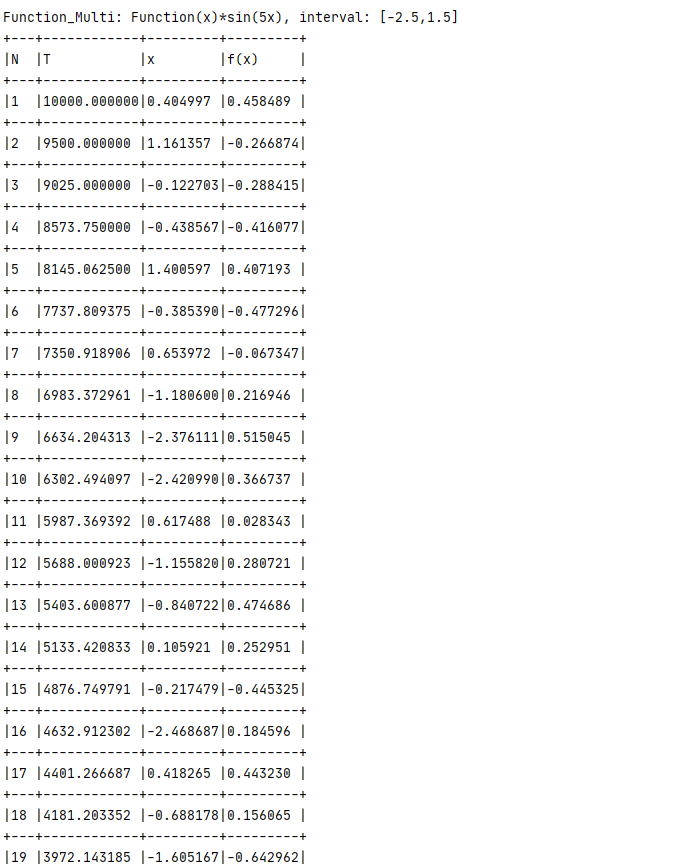 Function_Multi: Function(x)*sin(5x), interval: [-2.5,1.5]
+---+------------+---------+---------+
|N  |T           |x        |f(x)     |
+---+------------+---------+---------+
|1  |10000.000000|0.404997 |0.458489 |
+---+------------+---------+---------+
|2  |9500.000000 |1.161357 |-0.266874|
+---+------------+---------+---------+
|3  |9025.000000 |-0.122703|-0.288415|
+---+------------+---------+---------+
|4  |8573.750000 |-0.438567|-0.416077|
+---+------------+---------+---------+
|5  |8145.062500 |1.400597 |0.407193 |
+---+------------+---------+---------+
|6  |7737.809375 |-0.385390|-0.477296|
+---+------------+---------+---------+
|7  |7350.918906 |0.653972 |-0.067347|
+---+------------+---------+---------+
|8  |6983.372961 |-1.180600|0.216946 |
+---+------------+---------+---------+
|9  |6634.204313 |-2.376111|0.515045 |
+---+------------+---------+---------+
|10 |6302.494097 |-2.420990|0.366737 |
+---+------------+---------+---------+
|11 |5987.369392 |0.617488 |0.028343 |
+---+------------+---------+---------+
|12 |5688.000923 |-1.155820|0.280721 |
+---+------------+---------+---------+
|13 |5403.600877 |-0.840722|0.474686 |
+---+------------+---------+---------+
|14 |5133.420833 |0.105921 |0.252951 |
+---+------------+---------+---------+
|15 |4876.749791 |-0.217479|-0.445325|
+---+------------+---------+---------+
|16 |4632.912302 |-2.468687|0.184596 |
+---+------------+---------+---------+
|17 |4401.266687 |0.418265 |0.443230 |
+---+------------+---------+---------+
|18 |4181.203352 |-0.688178|0.156065 |
+---+------------+---------+---------+
|19 |3972.143185 |-1.605167|-0.642962|